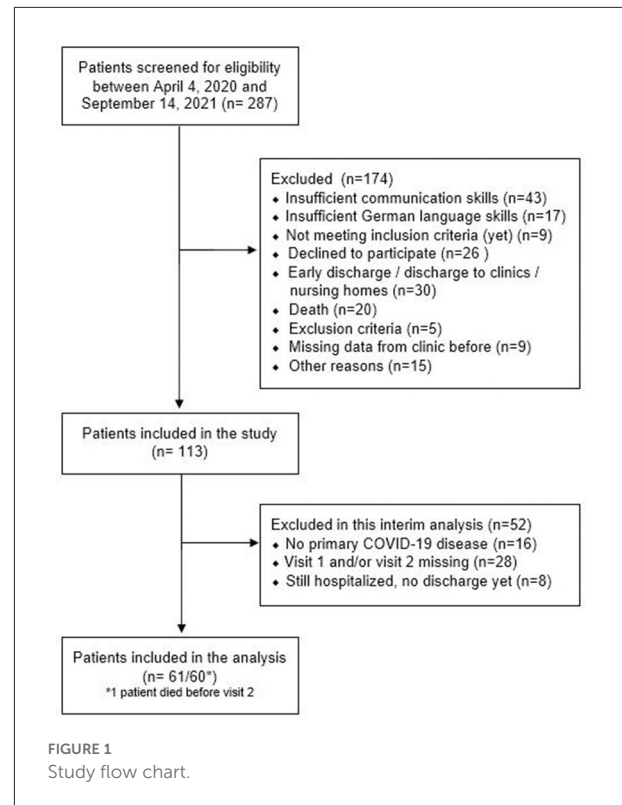 Patients screened for eligibility
between April 4, 2020 and
September 14, 2021 (n= 287)
Excluded (n=174)
◆ Insufficient communication skills (n=43)
◆ Insufficient German language skills (n=17)
◆ Not meeting inclusion criteria (yet) (n=9)
◆ Declined to participate (n=26 )
◆ Early discharge / discharge to clinics /
nursing homes (n=30)
◆ Death (n=20)
◆ Exclusion criteria (n=5)
◆ Missing data from clinic before (n=9)
◆ Other reasons (n=15)
Patients included in the study
(n= 113)
Excluded in this interim analysis (n=52)
◆ No primary COVID-19 disease (n=16)
◆ Visit 1 and/or visit 2 missing (n=28)
◆ Still hospitalized, no discharge yet (n=8)
Patients included in the analysis
(n= 61/60*)
*1 patient died before visit 2
FIGURE 1
Study flow chart.